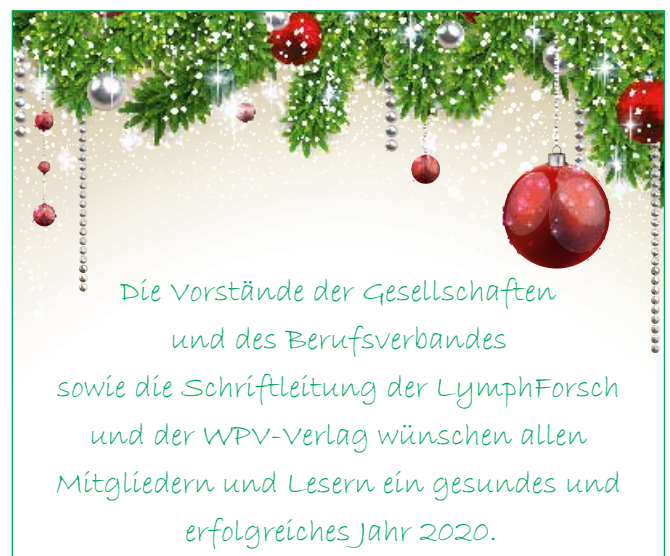 Die Vorstände der Gesellschaften
und des Berufsverbandes
sowie die Schriftleitung der LymphForsch
und der WPV-Verlag wünschen allen
Mitgliedern und Lesern ein gesundes und
erfolgreiches Jahr 2020.